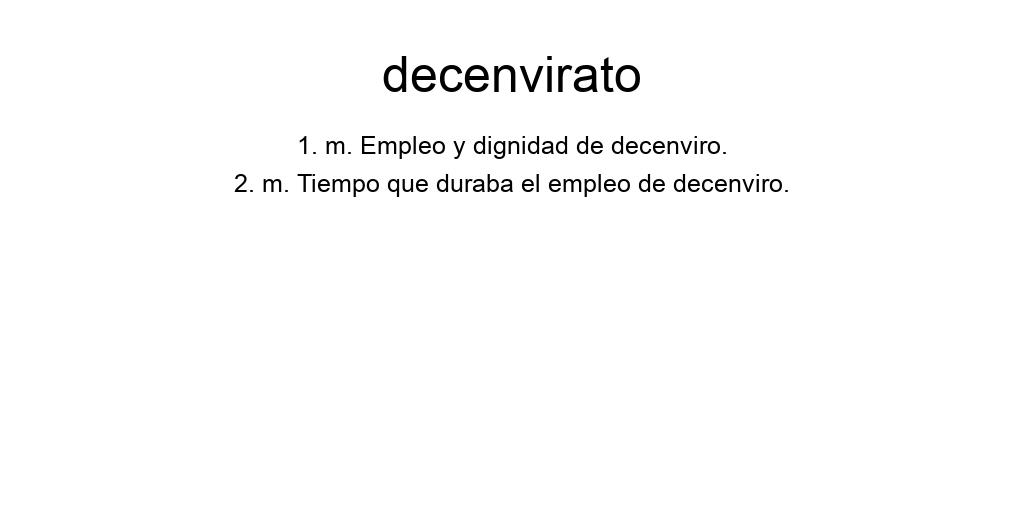 decenvirato
1. m. Empleo y dignidad de decenviro.
2. m. Tiempo que duraba el empleo de decenviro.